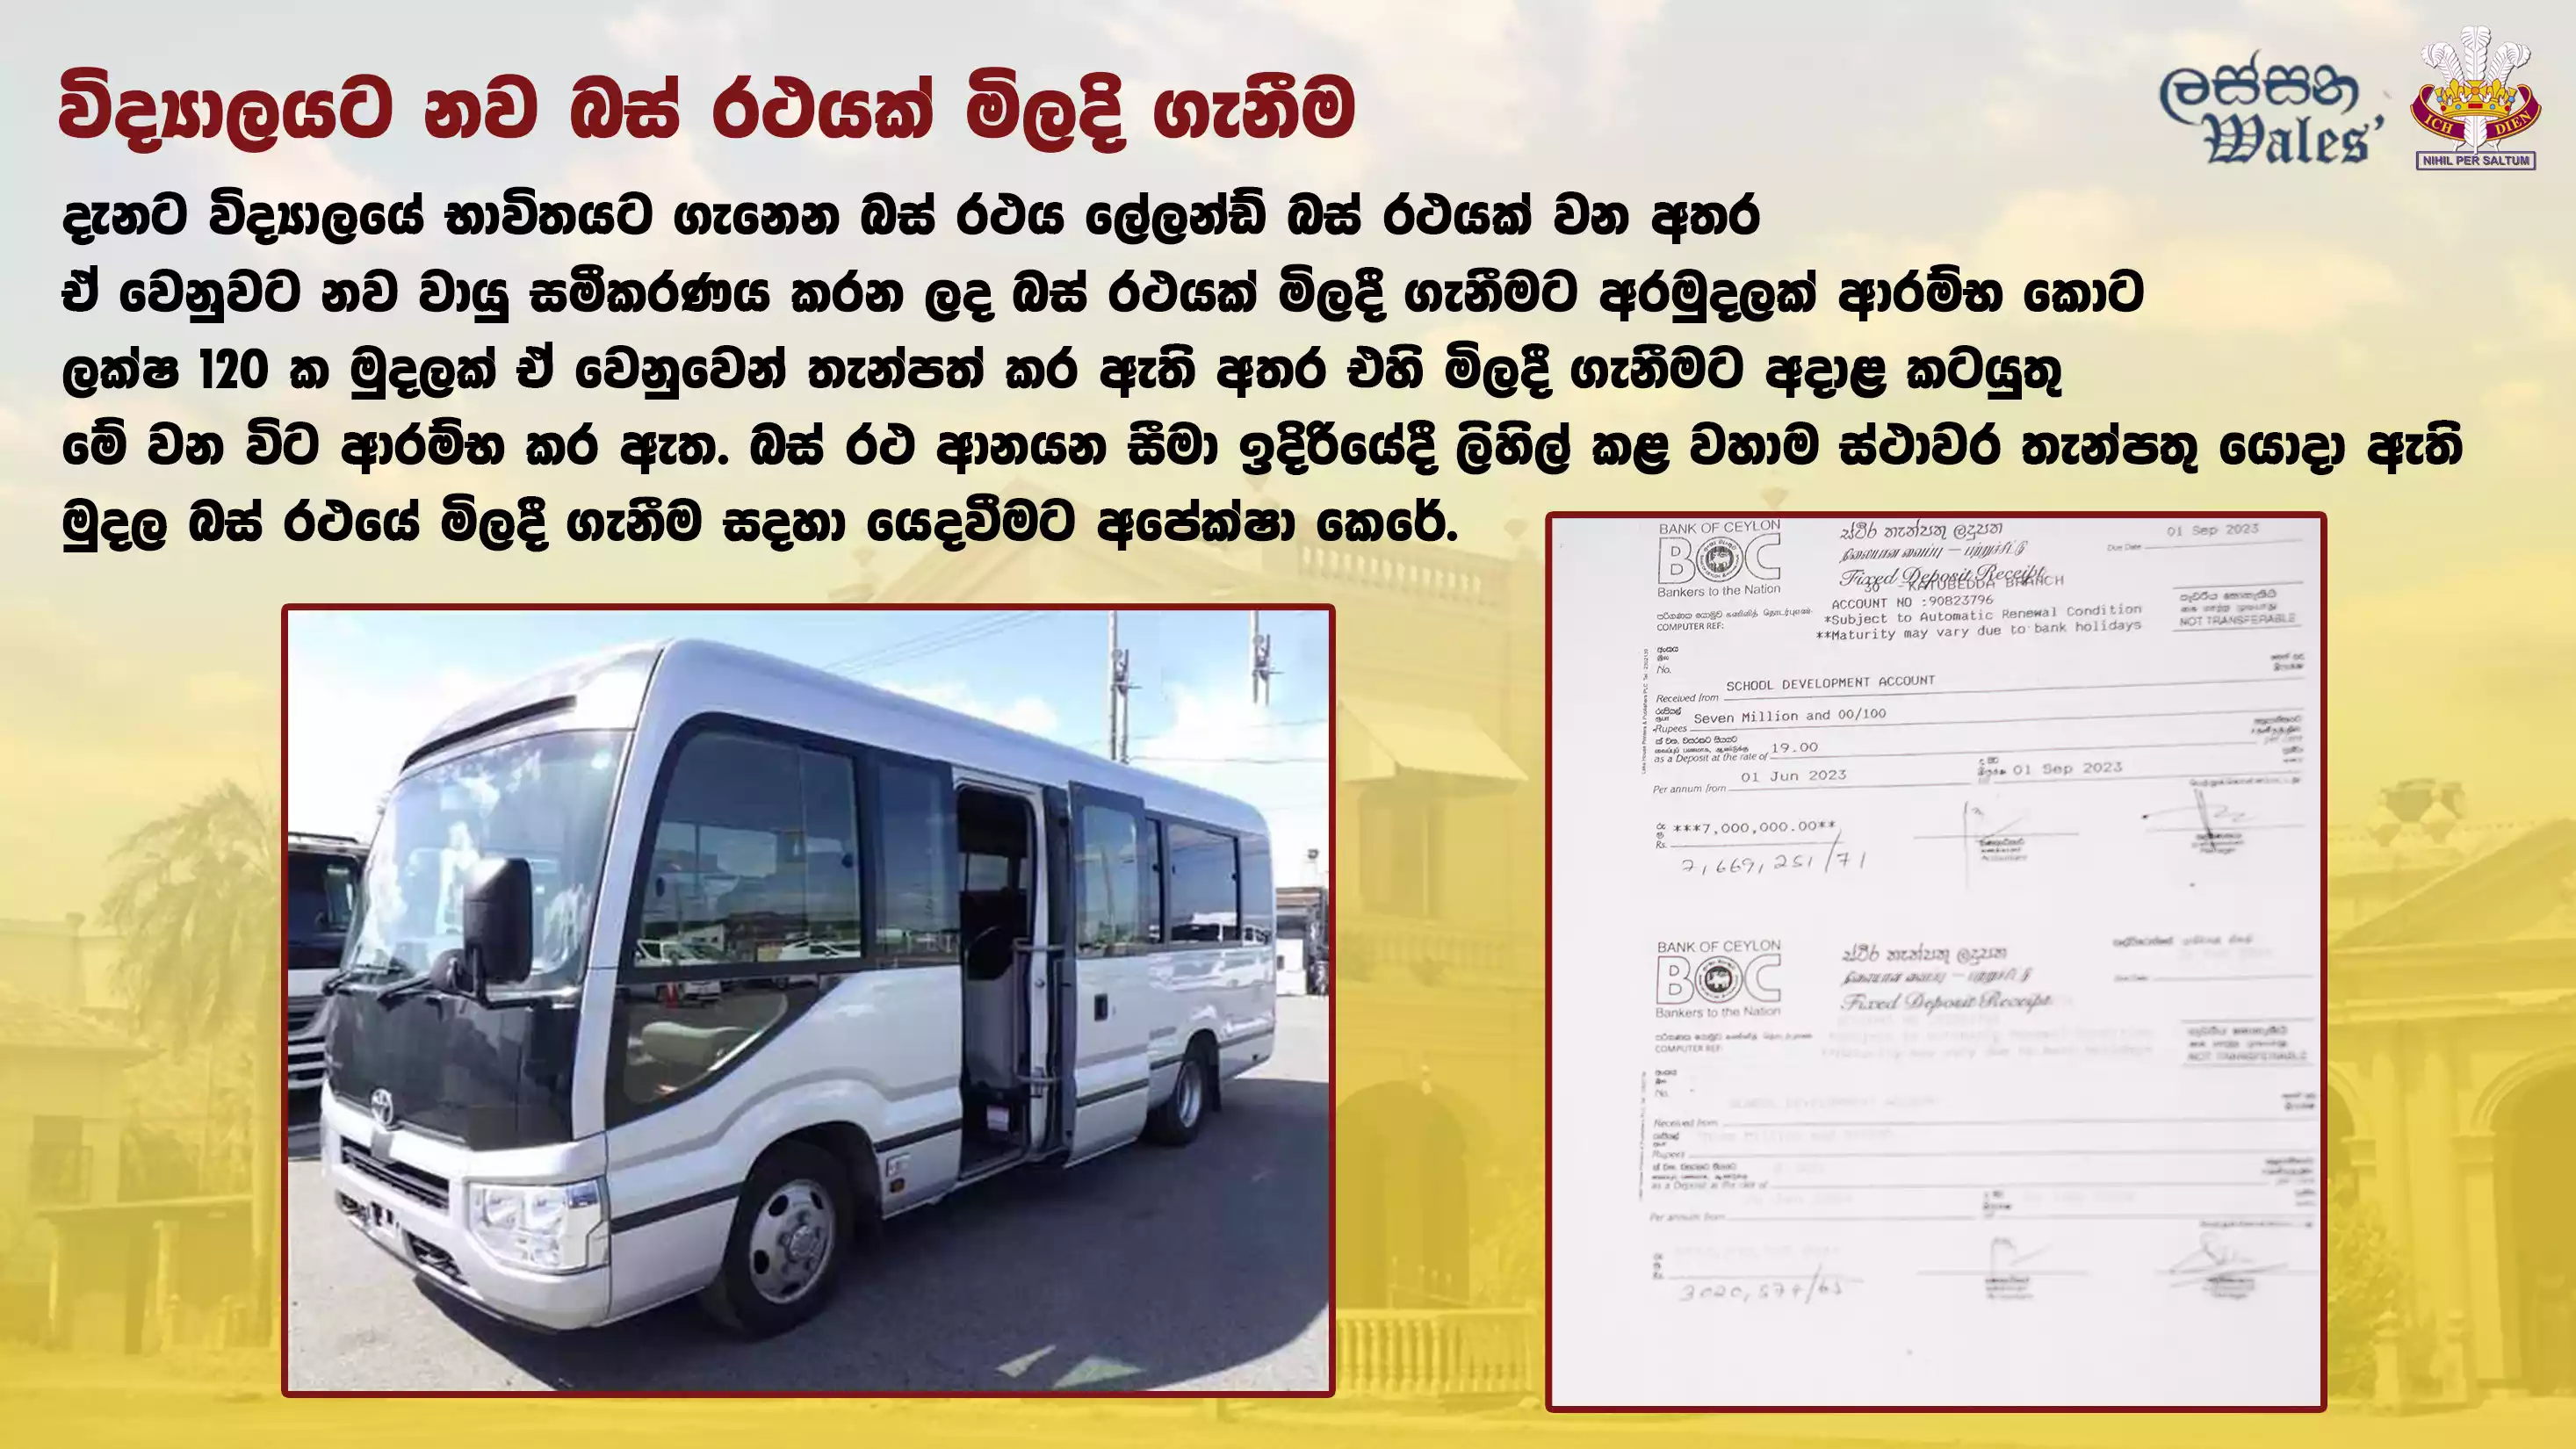 විද්‍යාලයට නව බස් රථයක් මිලදි ගැනීම
ලස්සන
Wales'
ICH DIEN
NIHIL PER SALTUM
දැනට විද්‍යාලයේ භාවිතයට ගැනෙන බස් රථය ලේලන්ඩ් බස් රථයක් වන අතර
ඒ වෙනුවට නව වායු සමීකරණය කරන ලද බස් රථයක් මිලදී ගැනීමට අරමුදලක් ආරම්භ කොට
ලක්ෂ 120 ක මුදලක් ඒ වෙනුවෙන් තැන්පත් කර ඇති අතර එහි මිලදී ගැනීමට අදාළ කටයුතු
මේ වන විට ආරම්භ කර ඇත. බස් රථ ආනයන සීමා ඉදිරියේදී ලිහිල් කළ වහාම ස්ථාවර තැන්පතු යොදා ඇති
මුදල බස් රථයේ මිලදී ගැනීම සදහා යෙදවීමට අපේක්ෂා කෙරේ.
BANK OF CEYLON
BOC
Bankers to the Nation
ස්ථිර තැන්පතු ලදුපත
Fixed Deposit Receipt
Due Date 01 Sep 2023
30 - KATUBEDDA BRANCH
ACCOUNT NO :90823796
*Subject to Automatic Renewal Condition
**Maturity may vary due to bank holidays
NOT TRANSFERABLE
COMPUTER REF:
No.
Received from SCHOOL DEVELOPMENT ACCOUNT
Rupees Seven Million and 00/100
as a Deposit at the rate of 19.00
Per annum from 01 Jun 2023 01 Sep 2023
Rs. ***7,000,000.00**
7,669,251/71
BANK OF CEYLON
BOC
Bankers to the Nation
ස්ථිර තැන්පතු ලදුපත
Fixed Deposit Receipt
COMPUTER REF:
NOT TRANSFERABLE
No.
Received from
Rupees
as a Deposit at the rate of
Per annum from
Rs.